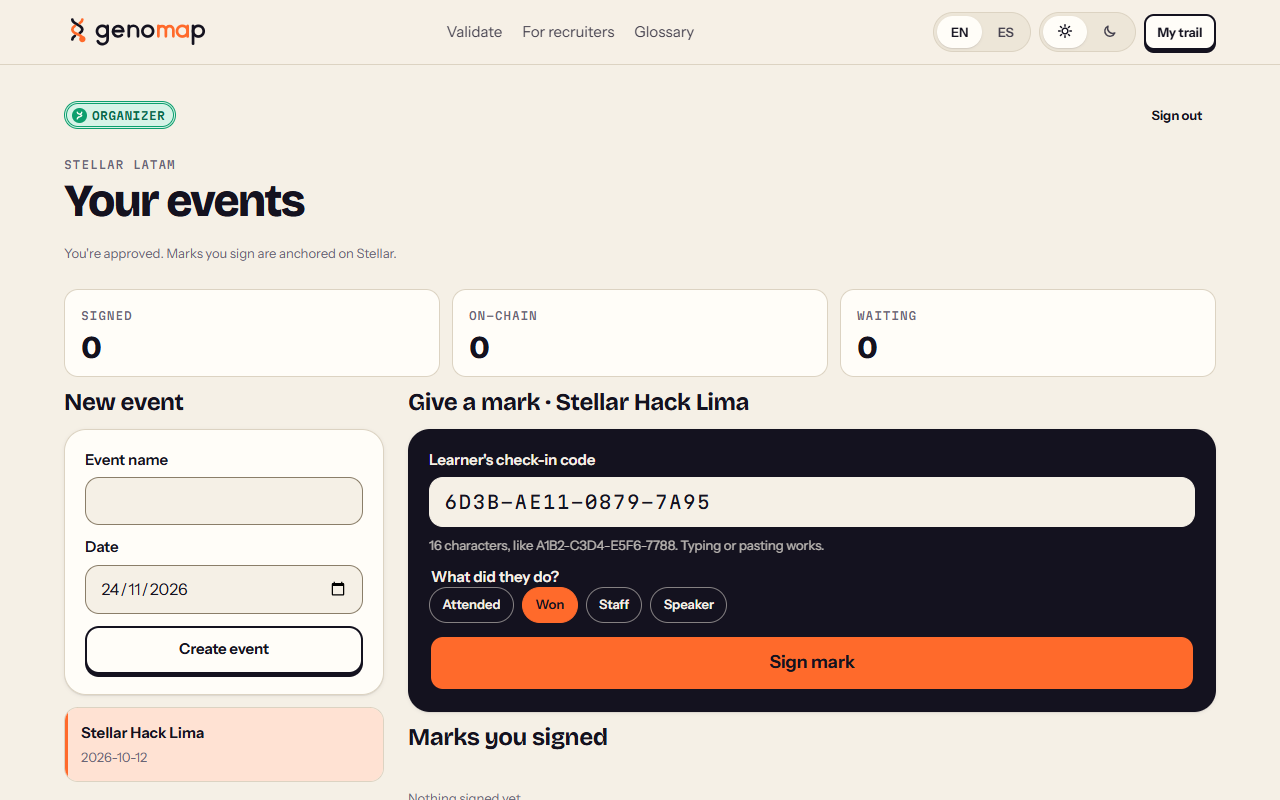 genomap
Validate
For recruiters
Glossary
EN
ES
My trail
ORGANIZER
Sign out
STELLAR LATAM
Your events
You're approved. Marks you sign are anchored on Stellar.
SIGNED
0
ON-CHAIN
0
WAITING
0
New event
Event name
Date
24/11/2026
Create event
Stellar Hack Lima
2026-10-12
Give a mark · Stellar Hack Lima
Learner's check-in code
6D3B-AE11-0879-7A95
16 characters, like A1B2-C3D4-E5F6-7788. Typing or pasting works.
What did they do?
Attended
Won
Staff
Speaker
Sign mark
Marks you signed
Nothing signed yet